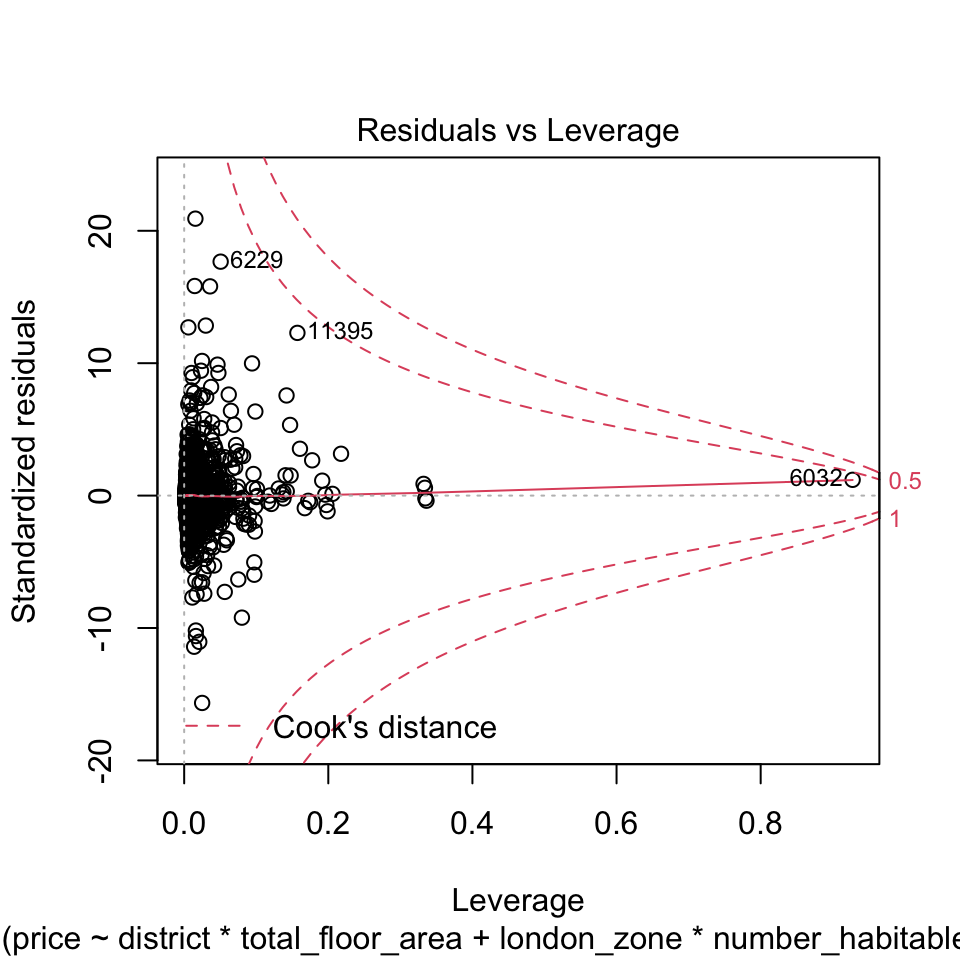 Residuals vs Leverage
Standardized residuals
20
10
0
-10
-20
6229
11395
6032
0.5
1
Cook's distance
0.0 0.2 0.4 0.6 0.8
Leverage
(price ~ district * total_floor_area + london_zone * number_habitable